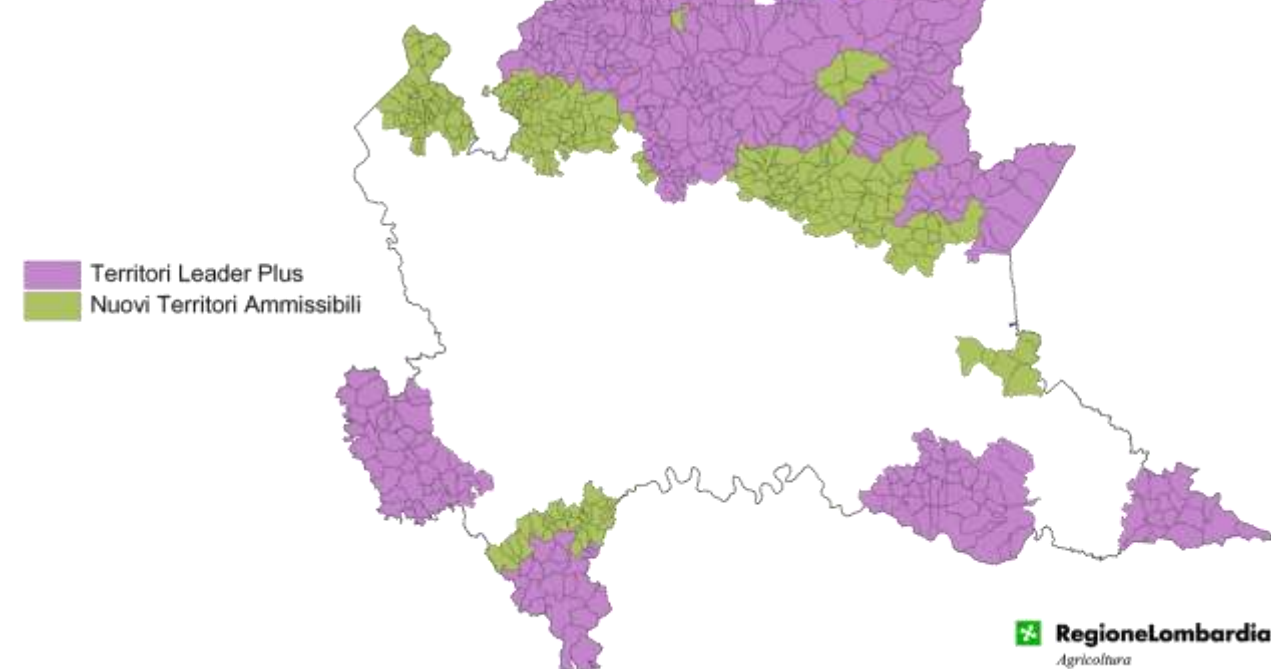 Territori Leader Plus
Nuovi Territori Ammissibili
RegioneLombardia
Agricoltura